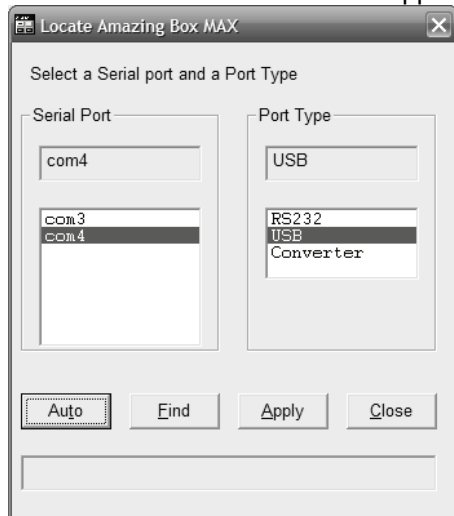 Locate Amazing Box MAX
Select a Serial port and a Port Type
Serial Port
com4
com3
com4
Port Type
USB
RS232
USB
Converter
Auto
Find
Apply
Close